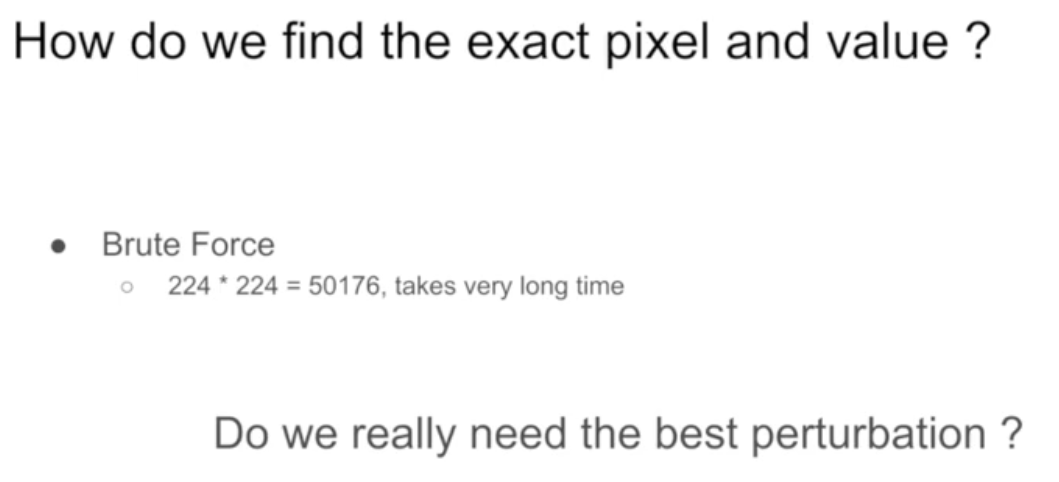 How do we find the exact pixel and value ?
● Brute Force
○ 224 * 224 = 50176, takes very long time
Do we really need the best perturbation ?